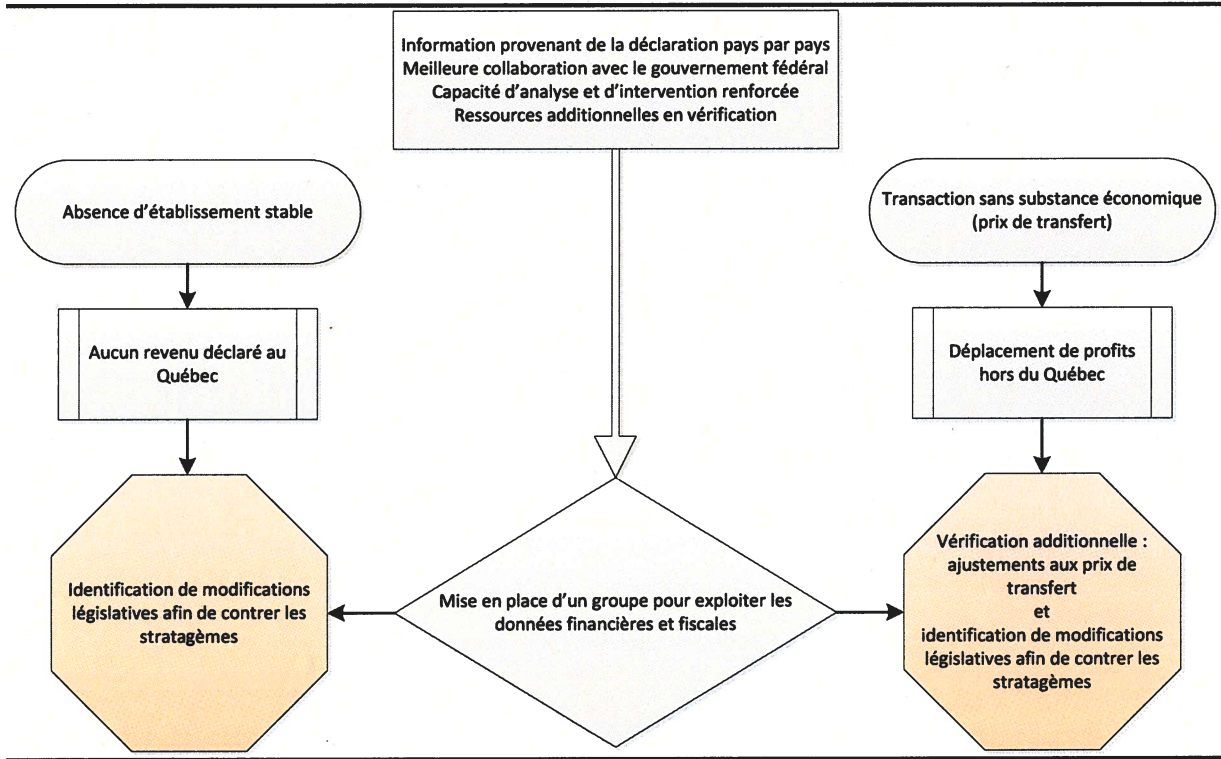 Information provenant de la déclaration pays par pays
Meilleure collaboration avec le gouvernement fédéral
Capacité d'analyse et d'intervention renforcée
Ressources additionnelles en vérification
Absence d'établissement stable
Transaction sans substance économique
(prix de transfert)
Aucun revenu déclaré au
Québec
Déplacement de profits
hors du Québec
Identification de modifications
législatives afin de contrer les
stratagèmes
Mise en place d'un groupe pour exploiter les
données financières et fiscales
Vérification additionnelle :
ajustements aux prix de
transfert
et
identification de modifications
législatives afin de contrer les
stratagèmes